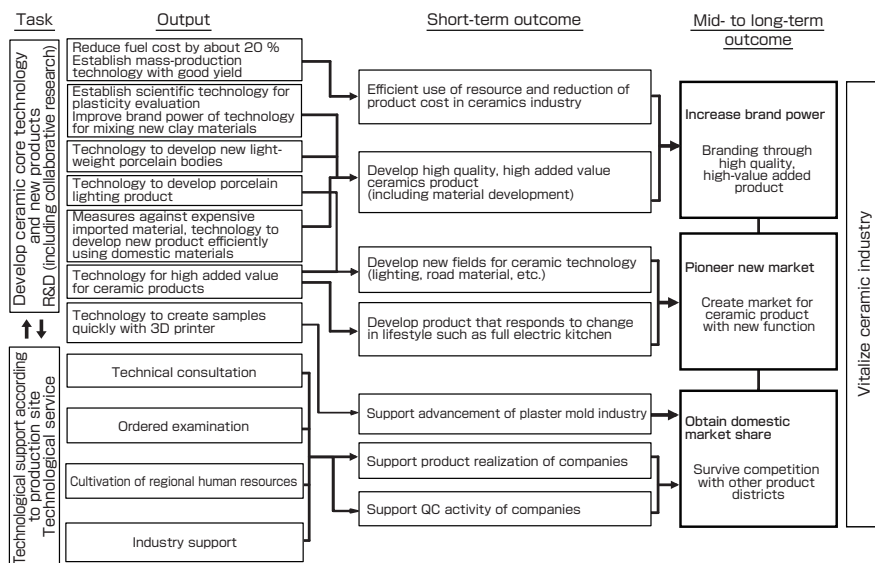 Task
Output
Short-term outcome
Mid- to long-term
outcome
Develop ceramic core technology
and new products
R&D (including collaborative research)
Technological support according
to production site
Technological service
Reduce fuel cost by about 20 %
Establish mass-production
technology with good yield
Establish scientific technology for
plasticity evaluation
Improve brand power of technology
for mixing new clay materials
Technology to develop new light-
weight porcelain bodies
Technology to develop porcelain
lighting product
Measures against expensive
imported material, technology to
develop new product efficiently
using domestic materials
Technology for high added value
for ceramic products
Technology to create samples
quickly with 3D printer
Technical consultation
Ordered examination
Cultivation of regional human resources
Industry support
Efficient use of resource and reduction of
product cost in ceramics industry
Develop high quality, high added value
ceramics product
(including material development)
Develop new fields for ceramic technology
(lighting, road material, etc.)
Develop product that responds to change
in lifestyle such as full electric kitchen
Support advancement of plaster mold industry
Support product realization of companies
Support QC activity of companies
Increase brand power
Branding through
high quality,
high-value added
product
Pioneer new market
Create market for
ceramic product
with new function
Obtain domestic
market share
Survive competition
with other product
districts
Vitalize ceramic industry